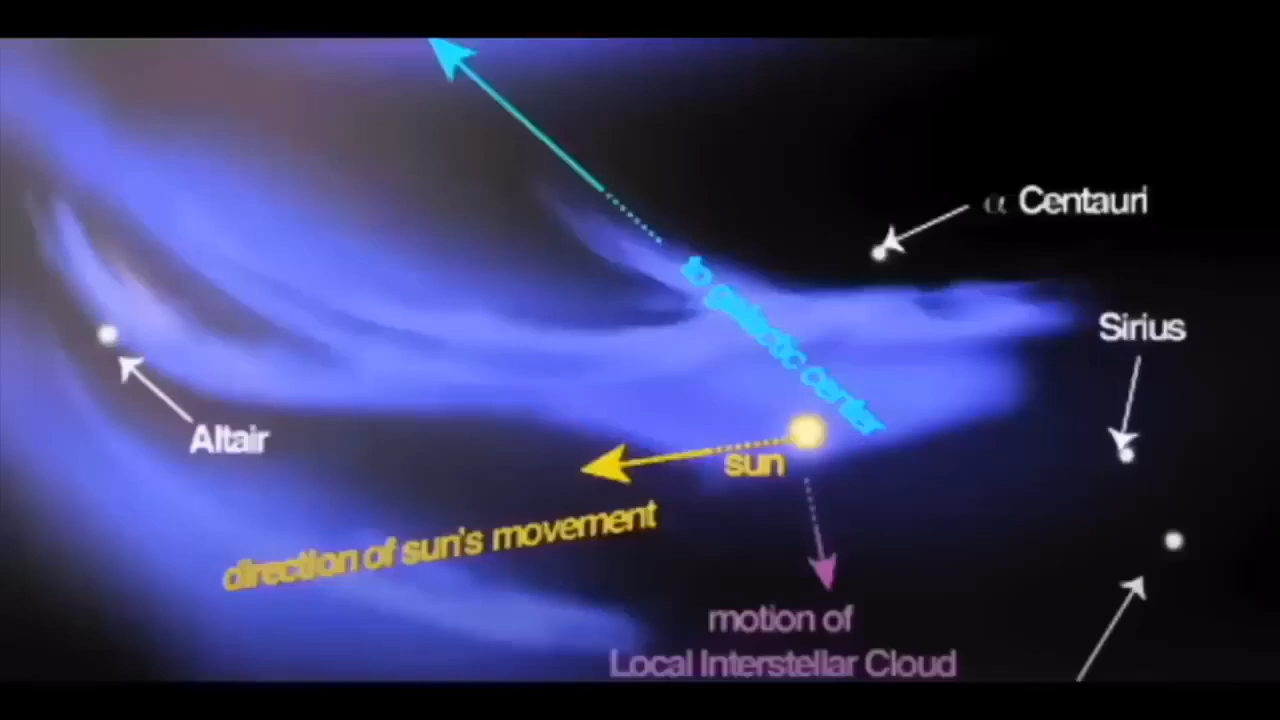 α Centauri
to galactic center
Sirius
Altair
sun
direction of sun's movement
motion of
Local Interstellar Cloud